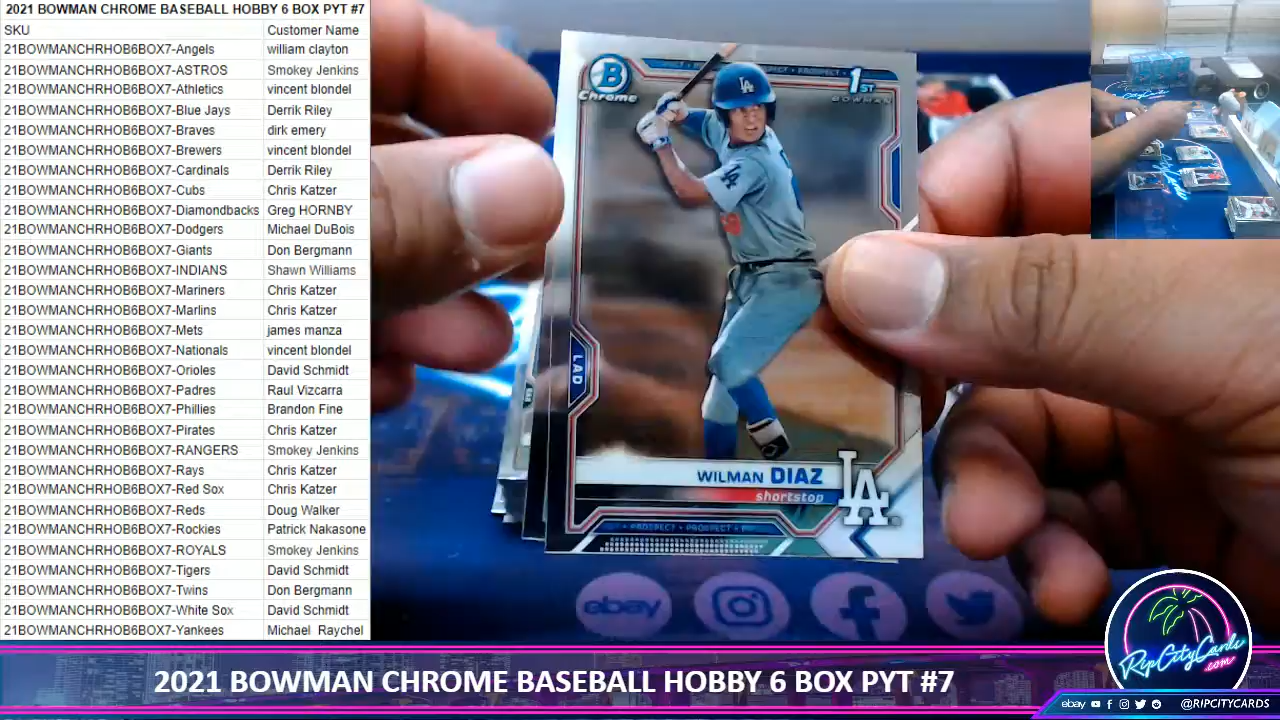 2021 BOWMAN CHROME BASEBALL HOBBY 6 BOX PYT #7
SKU Customer Name
21BOWMANCHRHOB6BOX7-Angels william clayton
21BOWMANCHRHOB6BOX7-ASTROS Smokey Jenkins
21BOWMANCHRHOB6BOX7-Athletics vincent blondel
21BOWMANCHRHOB6BOX7-Blue Jays Derrik Riley
21BOWMANCHRHOB6BOX7-Braves dirk emery
21BOWMANCHRHOB6BOX7-Brewers vincent blondel
21BOWMANCHRHOB6BOX7-Cardinals Derrik Riley
21BOWMANCHRHOB6BOX7-Cubs Chris Katzer
21BOWMANCHRHOB6BOX7-Diamondbacks Greg HORNBY
21BOWMANCHRHOB6BOX7-Dodgers Michael DuBois
21BOWMANCHRHOB6BOX7-Giants Don Bergmann
21BOWMANCHRHOB6BOX7-INDIANS Shawn Williams
21BOWMANCHRHOB6BOX7-Mariners Chris Katzer
21BOWMANCHRHOB6BOX7-Marlins Chris Katzer
21BOWMANCHRHOB6BOX7-Mets james manza
21BOWMANCHRHOB6BOX7-Nationals vincent blondel
21BOWMANCHRHOB6BOX7-Orioles David Schmidt
21BOWMANCHRHOB6BOX7-Padres Raul Vizcarra
21BOWMANCHRHOB6BOX7-Phillies Brandon Fine
21BOWMANCHRHOB6BOX7-Pirates Chris Katzer
21BOWMANCHRHOB6BOX7-RANGERS Smokey Jenkins
21BOWMANCHRHOB6BOX7-Rays Chris Katzer
21BOWMANCHRHOB6BOX7-Red Sox Chris Katzer
21BOWMANCHRHOB6BOX7-Reds Doug Walker
21BOWMANCHRHOB6BOX7-Rockies Patrick Nakasone
21BOWMANCHRHOB6BOX7-ROYALS Smokey Jenkins
21BOWMANCHRHOB6BOX7-Tigers David Schmidt
21BOWMANCHRHOB6BOX7-Twins Don Bergmann
21BOWMANCHRHOB6BOX7-White Sox David Schmidt
21BOWMANCHRHOB6BOX7-Yankees Michael Raychel
B
Chrome
PROSPECT • PROSPECT
1ST
BOWMAN
LA
LA
LAD
WILMAN DIAZ
shortstop
LA
• PROSPECT • PROSPECT •
ebay
RipCityCards
.com
2021 BOWMAN CHROME BASEBALL HOBBY 6 BOX PYT #7
ebay @RIPCITYCARDS